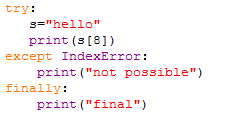 try:
    s="hello"
    print(s[8])
except IndexError:
     print("not possible")
finally:
     print("final")